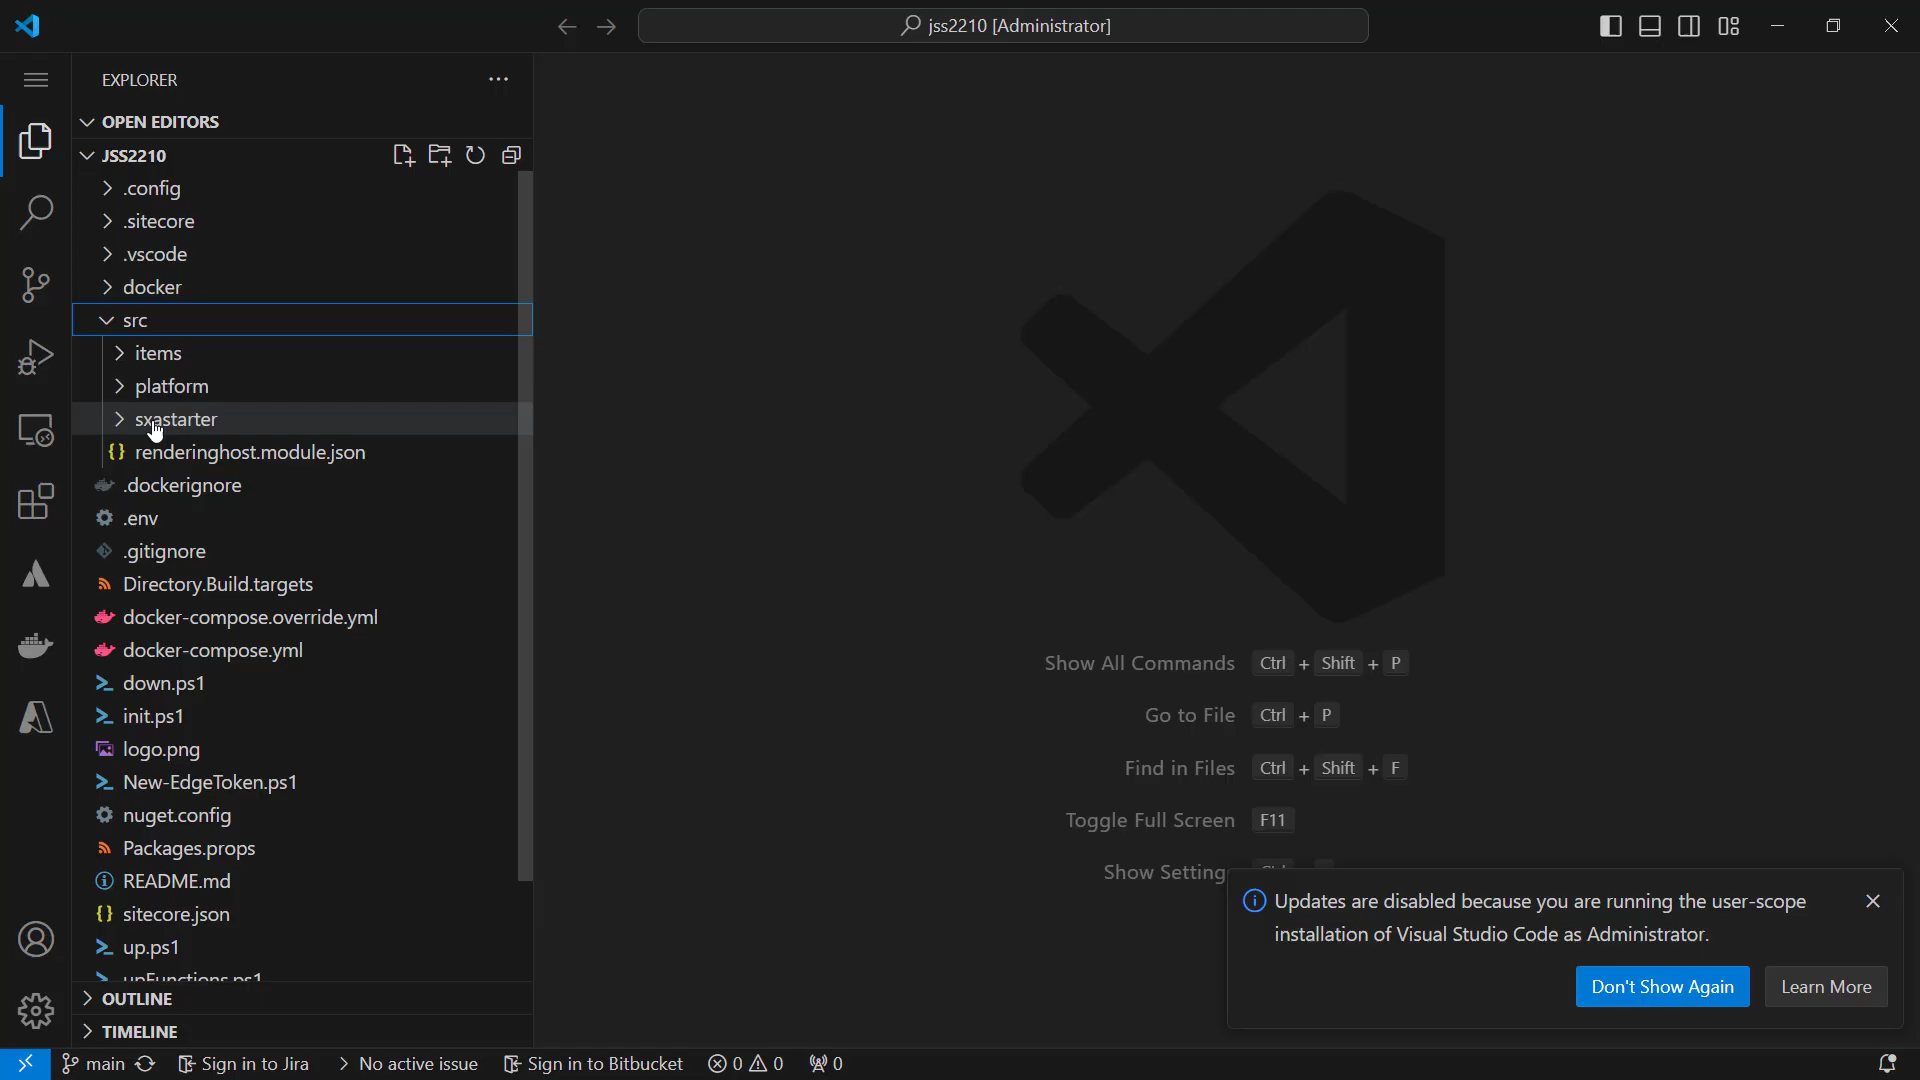 jss2210 [Administrator]
EXPLORER
OPEN EDITORS
JSS2210
.config
.sitecore
.vscode
docker
src
items
platform
sxastarter
renderinghost.module.json
.dockerignore
.env
.gitignore
Directory.Build.targets
docker-compose.override.yml
docker-compose.yml
down.ps1
init.ps1
logo.png
New-EdgeToken.ps1
nuget.config
Packages.props
README.md
sitecore.json
up.ps1
upFunctions.ps1
OUTLINE
TIMELINE
Show All Commands Ctrl + Shift + P
Go to File Ctrl + P
Find in Files Ctrl + Shift + F
Toggle Full Screen F11
Show Settings
Updates are disabled because you are running the user-scope
installation of Visual Studio Code as Administrator.
Don't Show Again Learn More
main Sign in to Jira No active issue Sign in to Bitbucket 0 0 0